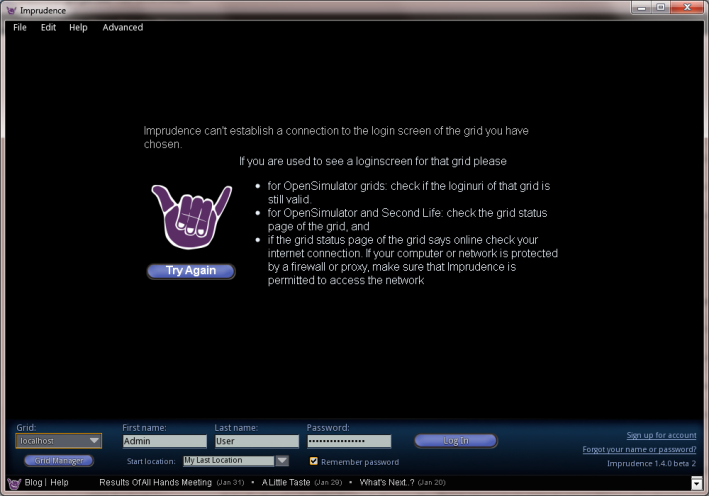 Imprudence
File Edit Help Advanced
Imprudence can't establish a connection to the login screen of the grid you have
chosen.
If you are used to see a loginscreen for that grid please
• for OpenSimulator grids: check if the loginuri of that grid is
still valid.
• for OpenSimulator and Second Life: check the grid status
page of the grid, and
• if the grid status page of the grid says online check your
internet connection. If your computer or network is protected
by a firewall or proxy, make sure that Imprudence is
permitted to access the network
Try Again
Grid: First name: Last name: Password:
localhost Admin User •••••••••••••••• Log In
Sign up for account
Forgot your name or password?
Grid Manager Start location: My Last Location Remember password
Imprudence 1.4.0 beta 2
Blog | Help Results Of All Hands Meeting (Jan 31) • A Little Taste (Jan 29) • What's Next..? (Jan 20)